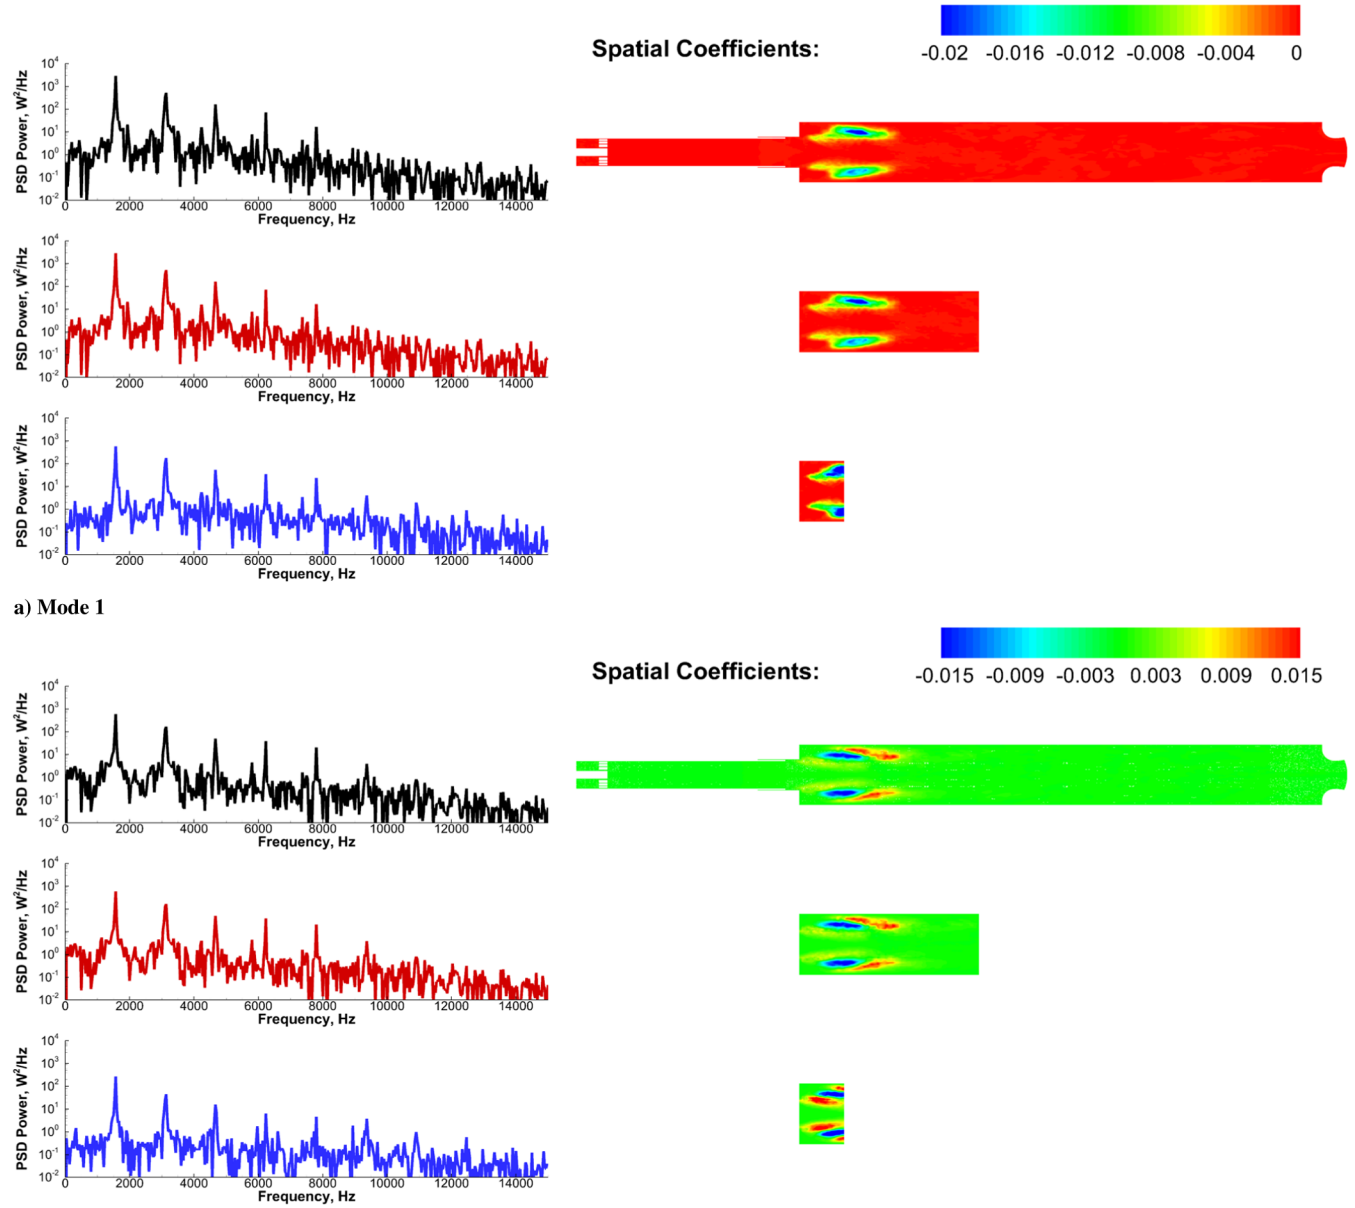 Spatial Coefficients:
-0.02 -0.016 -0.012 -0.008 -0.004 0
PSD Power, W²/Hz
10⁴
10³
10²
10¹
10⁰
10⁻¹
10⁻²
0 2000 4000 6000 8000 10000 12000 14000
Frequency, Hz
PSD Power, W²/Hz
10⁴
10³
10²
10¹
10⁰
10⁻¹
10⁻²
0 2000 4000 6000 8000 10000 12000 14000
Frequency, Hz
PSD Power, W²/Hz
10⁴
10³
10²
10¹
10⁰
10⁻¹
10⁻²
0 2000 4000 6000 8000 10000 12000 14000
Frequency, Hz
a) Mode 1
Spatial Coefficients:
-0.015 -0.009 -0.003 0.003 0.009 0.015
PSD Power, W²/Hz
10⁴
10³
10²
10¹
10⁰
10⁻¹
10⁻²
0 2000 4000 6000 8000 10000 12000 14000
Frequency, Hz
PSD Power, W²/Hz
10⁴
10³
10²
10¹
10⁰
10⁻¹
10⁻²
0 2000 4000 6000 8000 10000 12000 14000
Frequency, Hz
PSD Power, W²/Hz
10⁴
10³
10²
10¹
10⁰
10⁻¹
10⁻²
0 2000 4000 6000 8000 10000 12000 14000
Frequency, Hz